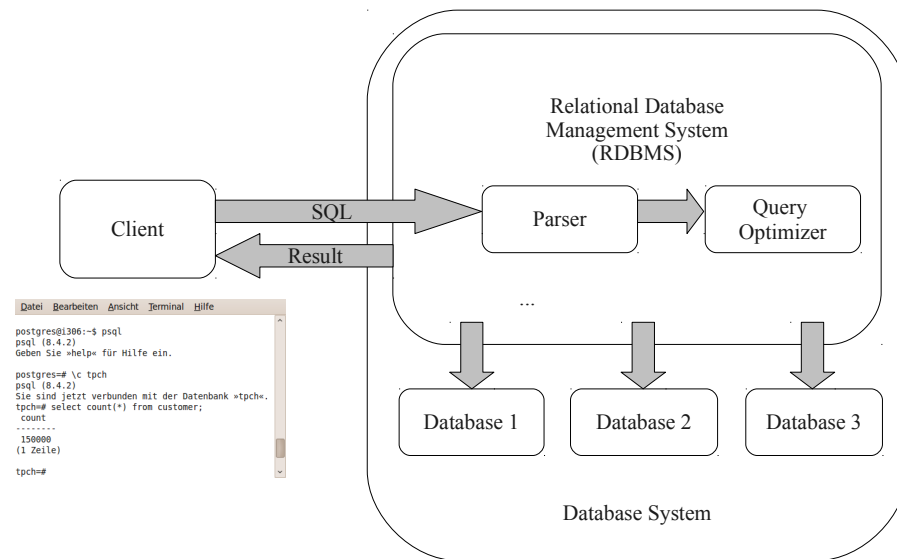 Relational Database
Management System
(RDBMS)
Client
SQL
Result
Parser
Query
Optimizer
...
Database 1
Database 2
Database 3
Database System
Datei Bearbeiten Ansicht Terminal Hilfe
postgres@i306:~$ psql
psql (8.4.2)
Geben Sie »help« für Hilfe ein.
postgres=# \c tpch
psql (8.4.2)
Sie sind jetzt verbunden mit der Datenbank »tpch«.
tpch=# select count(*) from customer;
count
--------
150000
(1 Zeile)
tpch=#